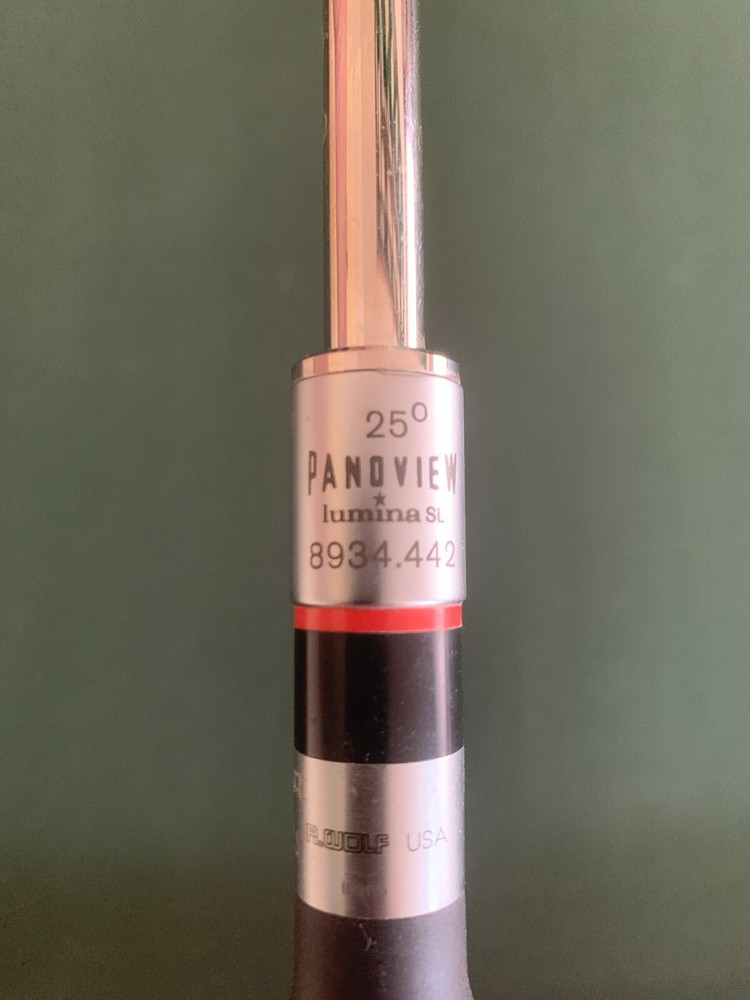 25°
PANOVIEW
lumina SL
8934.442
R.WOLF USA